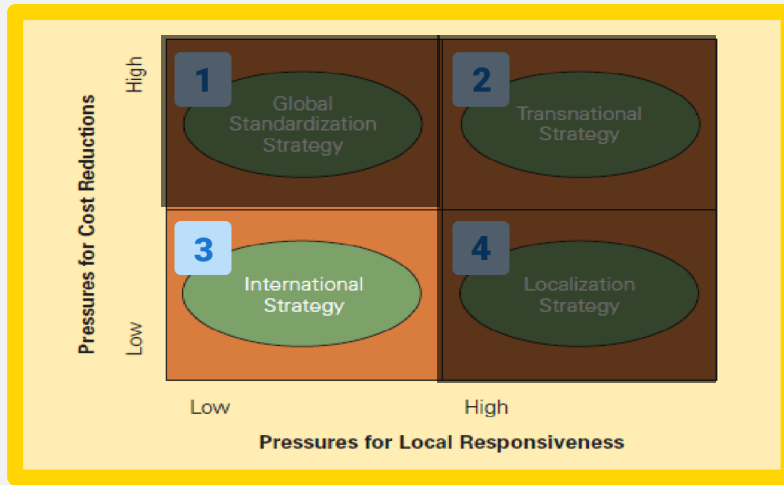 High
Pressures for Cost Reductions
Low
1
Global
Standardization
Strategy
2
Transnational
Strategy
3
International
Strategy
4
Localization
Strategy
Low
High
Pressures for Local Responsiveness